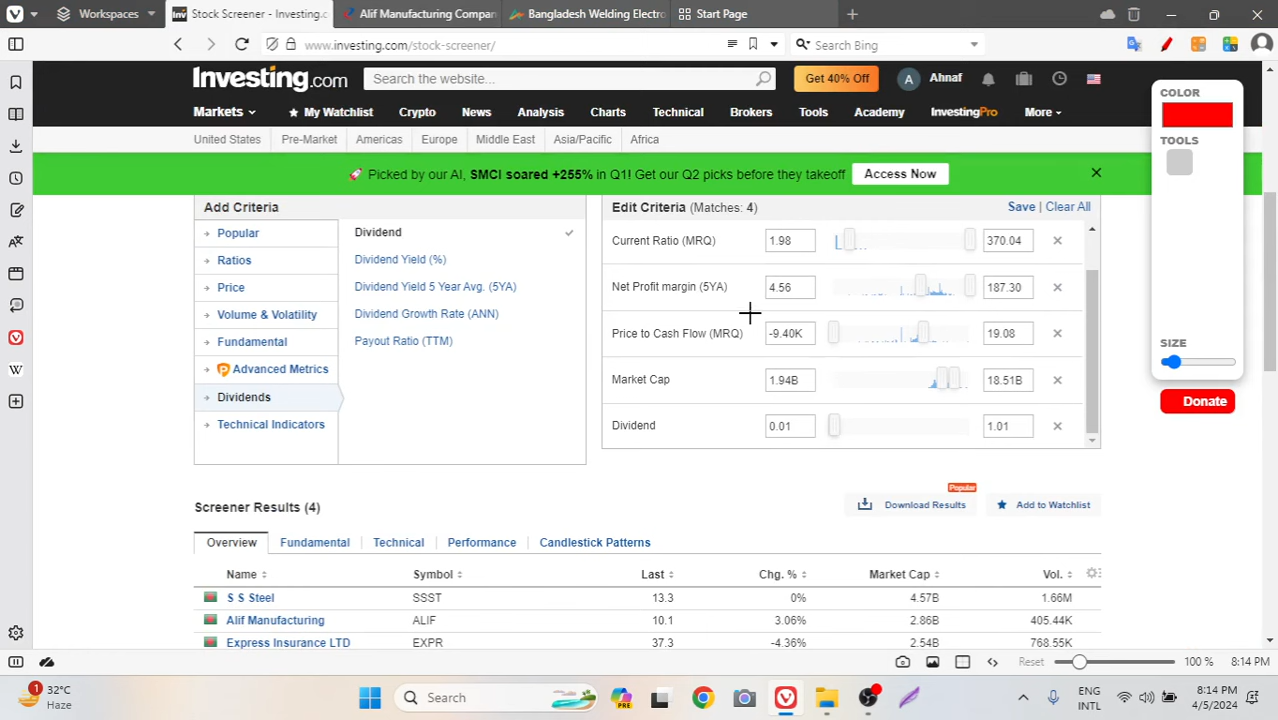 Workspaces
Stock Screener - Investing.com
Alif Manufacturing Compan
Bangladesh Welding Electro
Start Page
www.investing.com/stock-screener/
Search Bing
Investing.com
Search the website...
Get 40% Off
A
Ahnaf
Markets
My Watchlist
Crypto
News
Analysis
Charts
Technical
Brokers
Tools
Academy
InvestingPro
More
United States
Pre-Market
Americas
Europe
Middle East
Asia/Pacific
Africa
🚀 Picked by our AI, SMCI soared +255% in Q1! Get our Q2 picks before they takeoff
Access Now
COLOR
TOOLS
SIZE
Donate
Add Criteria
Popular
Ratios
Price
Volume & Volatility
Fundamental
Advanced Metrics
Dividends
Technical Indicators
Dividend
Dividend Yield (%)
Dividend Yield 5 Year Avg. (5YA)
Dividend Growth Rate (ANN)
Payout Ratio (TTM)
Edit Criteria (Matches: 4)
Save | Clear All
Current Ratio (MRQ) 1.98 370.04
Net Profit margin (5YA) 4.56 187.30
Price to Cash Flow (MRQ) -9.40K 19.08
Market Cap 1.94B 18.51B
Dividend 0.01 1.01
Screener Results (4)
Popular
Download Results
Add to Watchlist
Overview
Fundamental
Technical
Performance
Candlestick Patterns
Name Symbol Last Chg. % Market Cap Vol.
S S Steel SSST 13.3 0% 4.57B 1.66M
Alif Manufacturing ALIF 10.1 3.06% 2.86B 405.44K
Express Insurance LTD EXPR 37.3 -4.36% 2.54B 768.55K
Reset
100 %
8:14 PM
1
32°C
Haze
Search
PRE
ENG
INTL
8:14 PM
4/5/2024